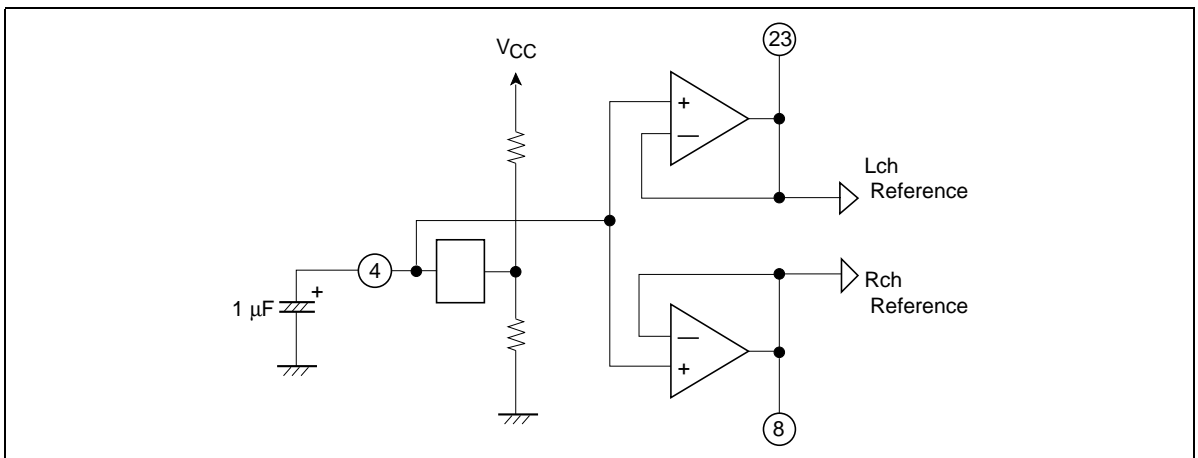 23
VCC
+
—
Lch
Reference
4
+
1 μF
Rch
Reference
—
+
8